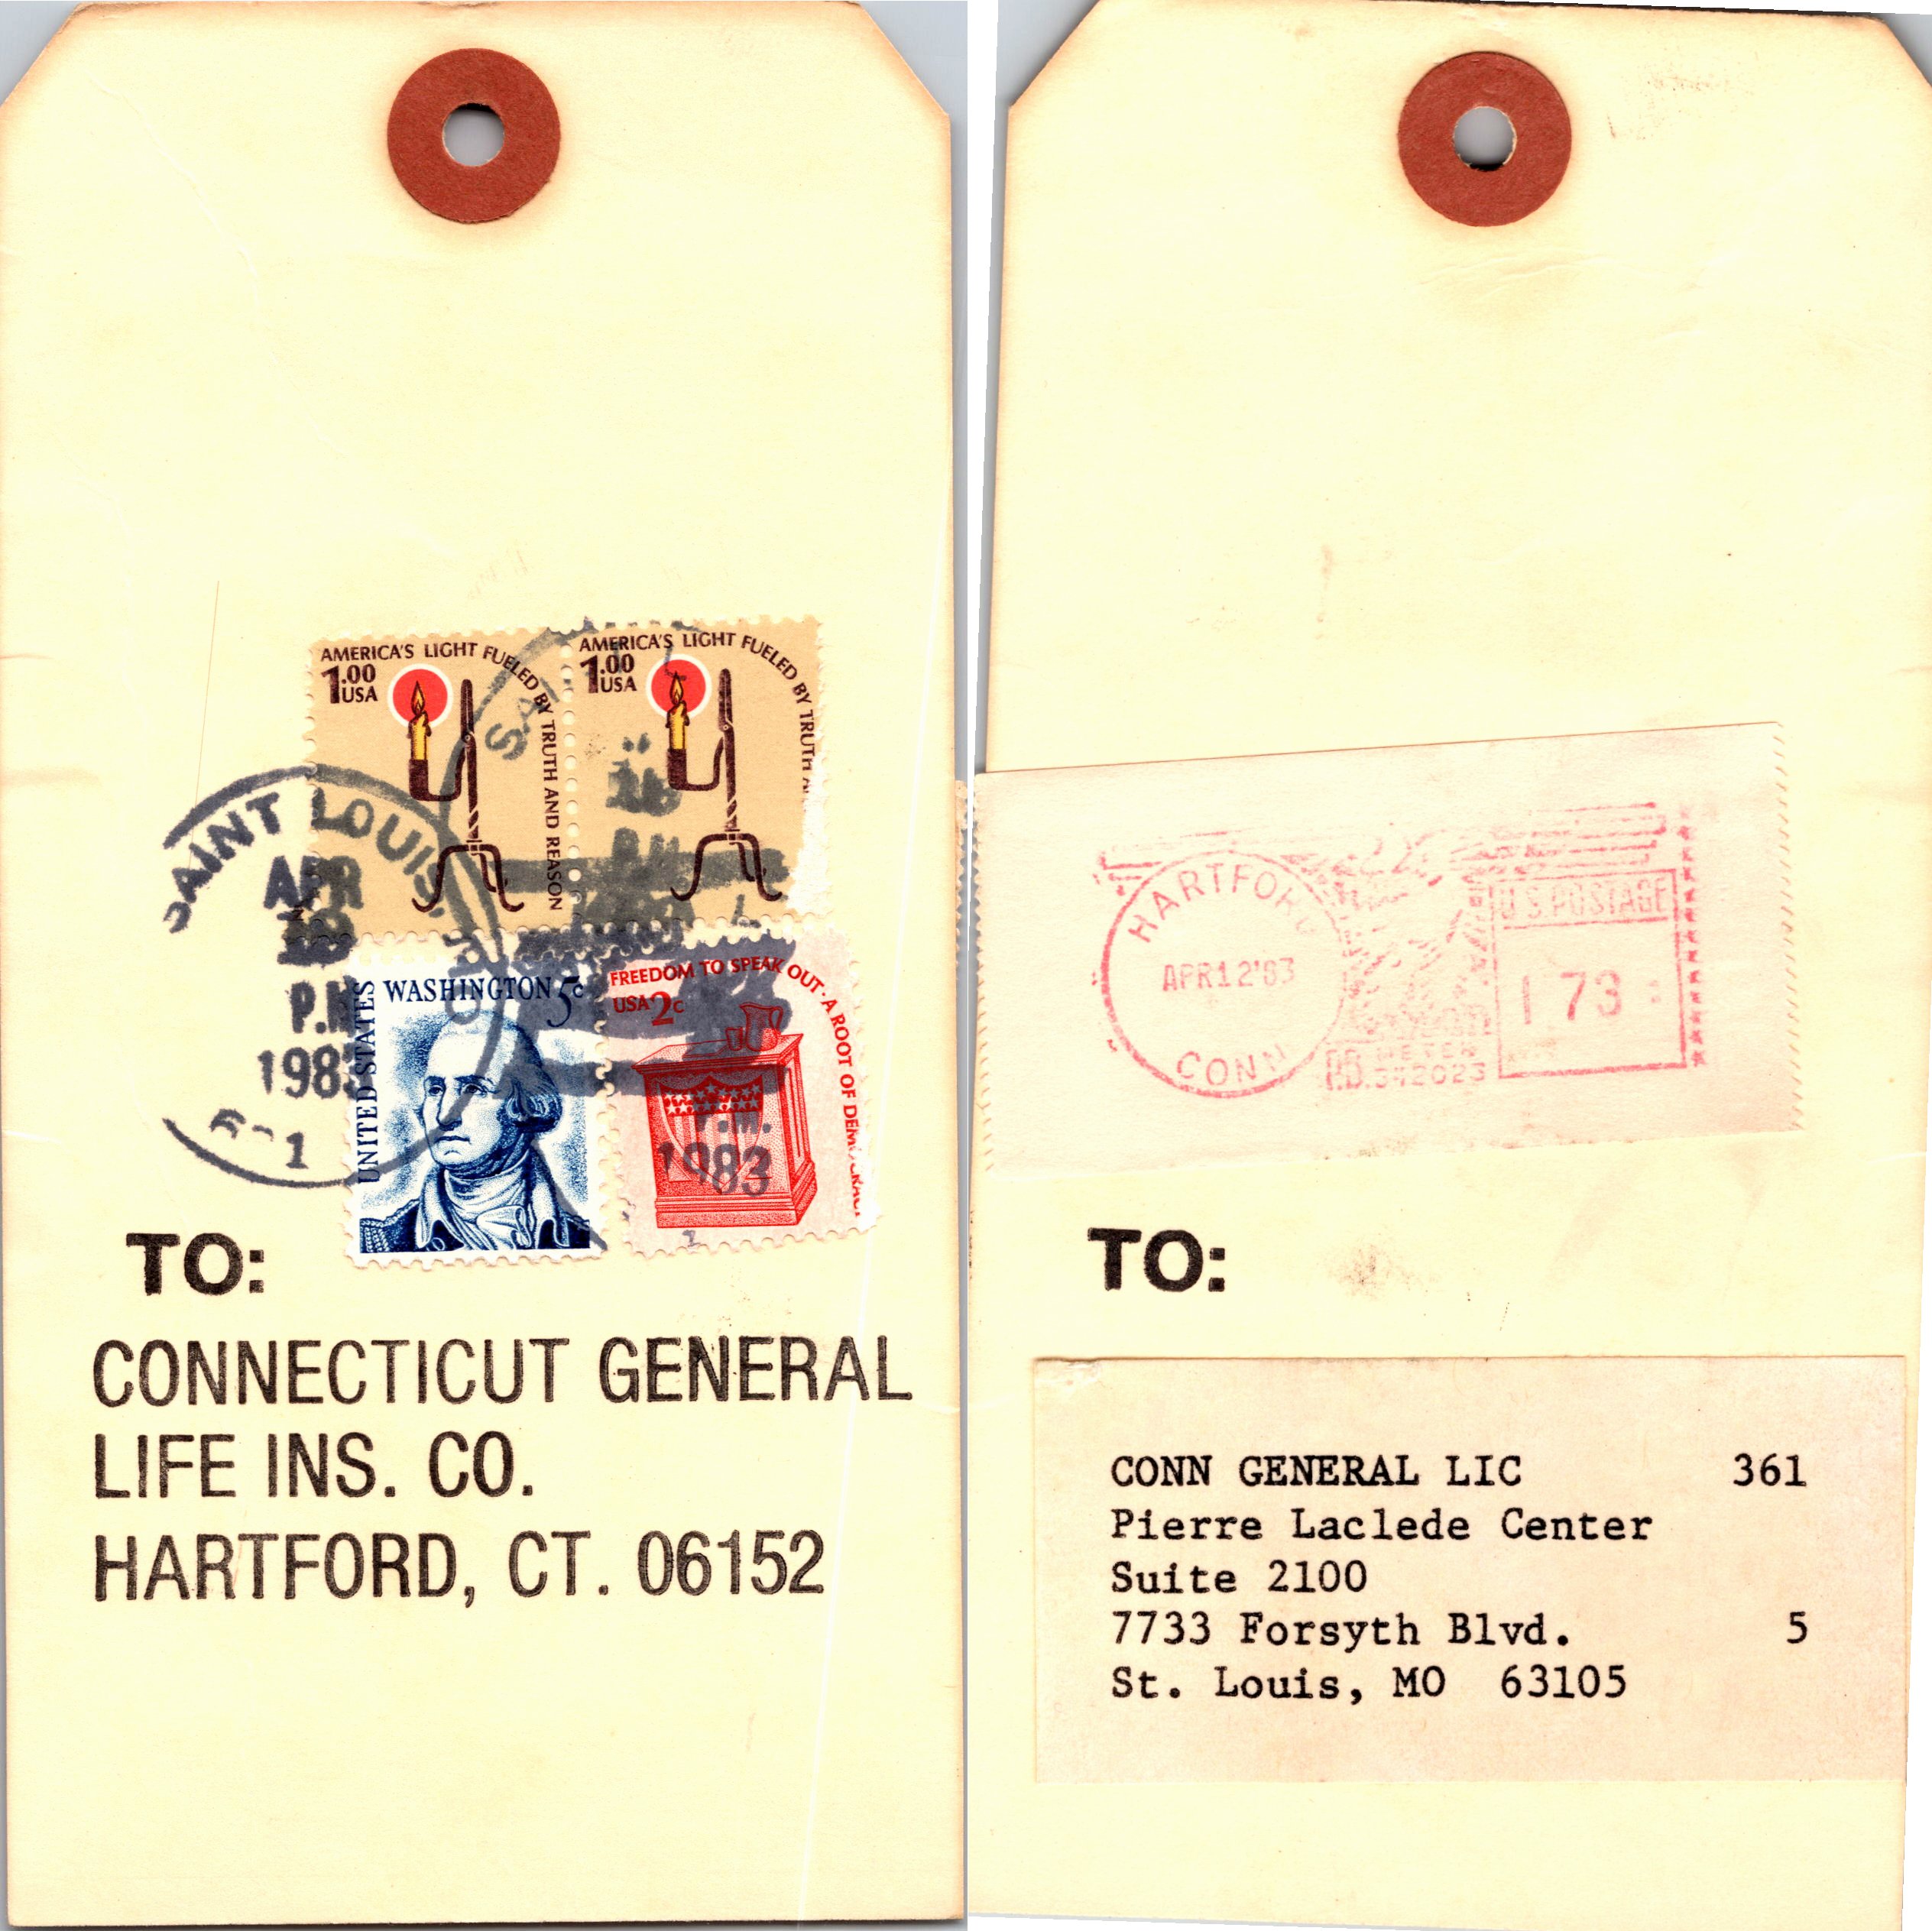 AMERICA'S LIGHT FUELED BY TRUTH AND REASON
1.00
USA
AMERICA'S LIGHT FUELED BY TRUTH
1.00
USA
SAINT LOUIS,
APR
P.M
1983
1
UNITED STATES
WASHINGTON 5c
FREEDOM TO SPEAK OUT · A ROOT OF DEMOCRACY
USA 2c
P.M.
1983
TO:
CONNECTICUT GENERAL
LIFE INS. CO.
HARTFORD, CT. 06152
HARTFORD
APR12'83
CONN
U.S. POSTAGE
1 73
P.B. METER
TO:
CONN GENERAL LIC 361
Pierre Laclede Center
Suite 2100
7733 Forsyth Blvd. 5
St. Louis, MO 63105